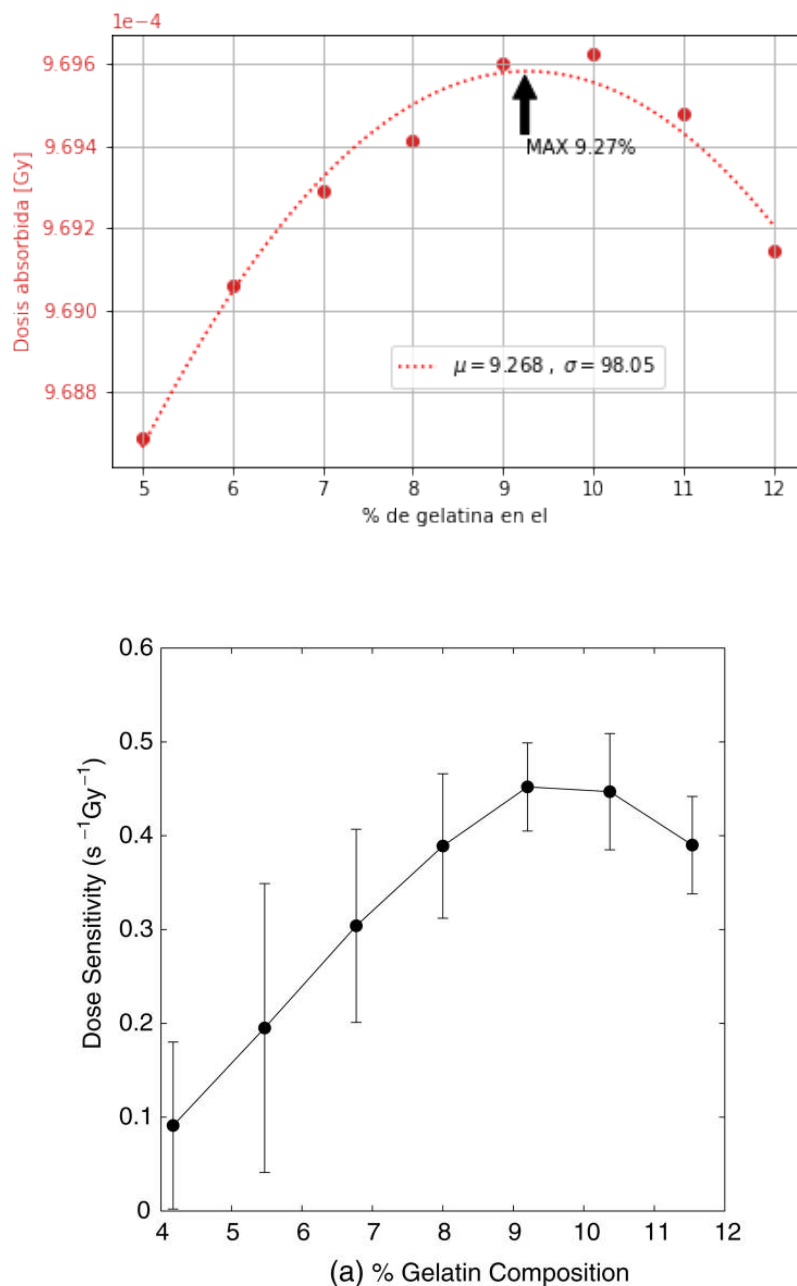 1e−4
9.696
9.694
9.692
9.690
9.688
Dosis absorbida [Gy]
MAX 9.27%
μ = 9.268 , σ = 98.05
5 6 7 8 9 10 11 12
% de gelatina en el
0.6
0.5
0.4
0.3
0.2
0.1
0
Dose Sensitivity (s⁻¹Gy⁻¹)
4 5 6 7 8 9 10 11 12
(a) % Gelatin Composition